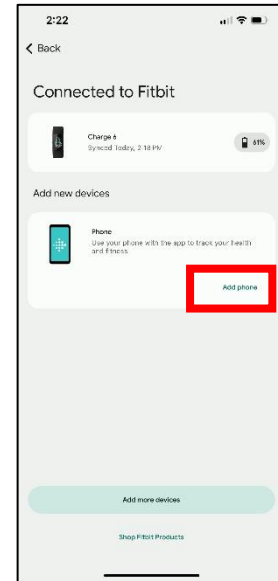 2:22
Back
Connected to Fitbit
Charge 6
Synced Today, 2:18 PM
61%
Add new devices
Phone
Use your phone with the app to track your health
and fitness
Add phone
Add more devices
Shop Fitbit Products